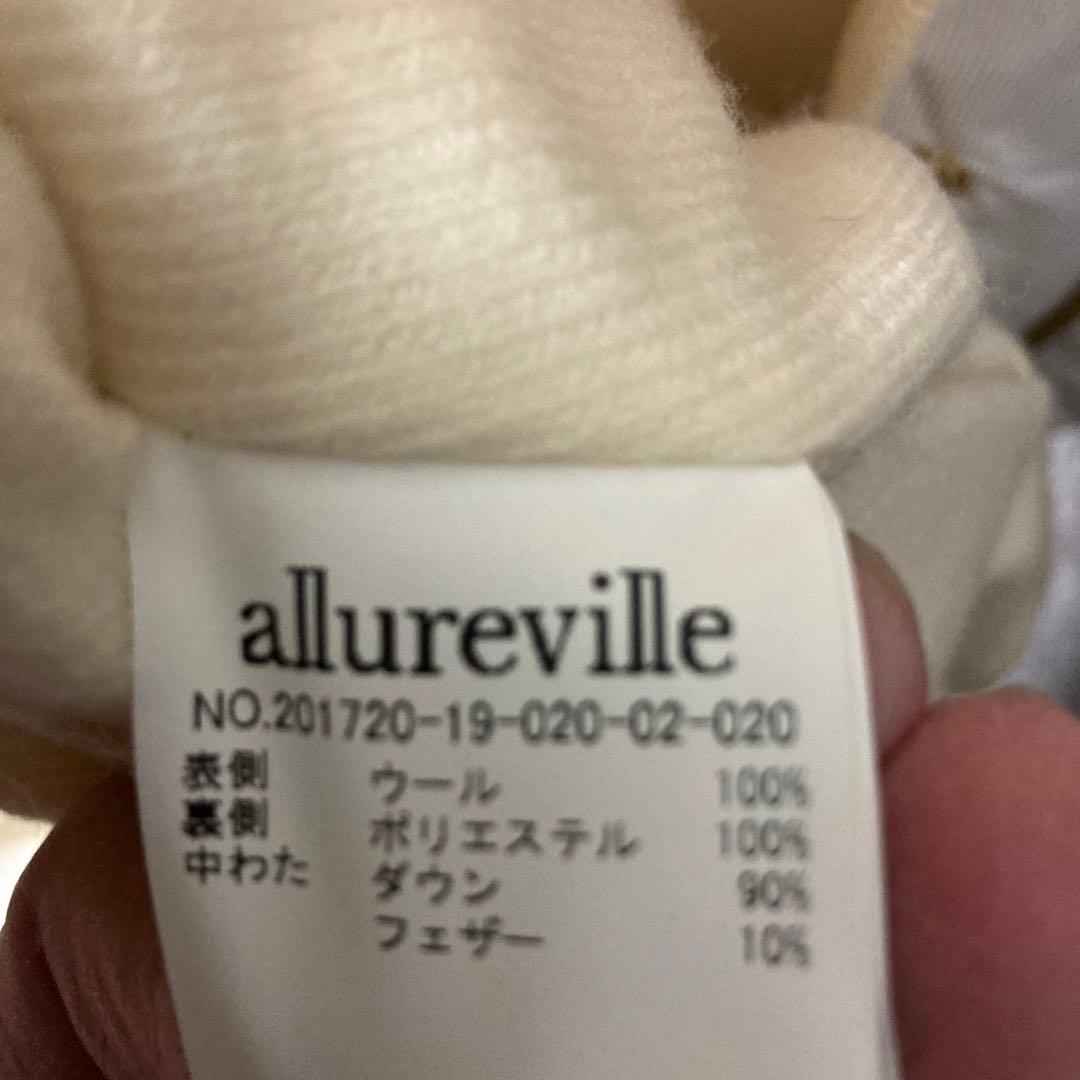 allureville
NO.201720-19-020-02-020
表側 ウール 100%
裏側 ポリエステル 100%
中わた ダウン 90%
フェザー 10%